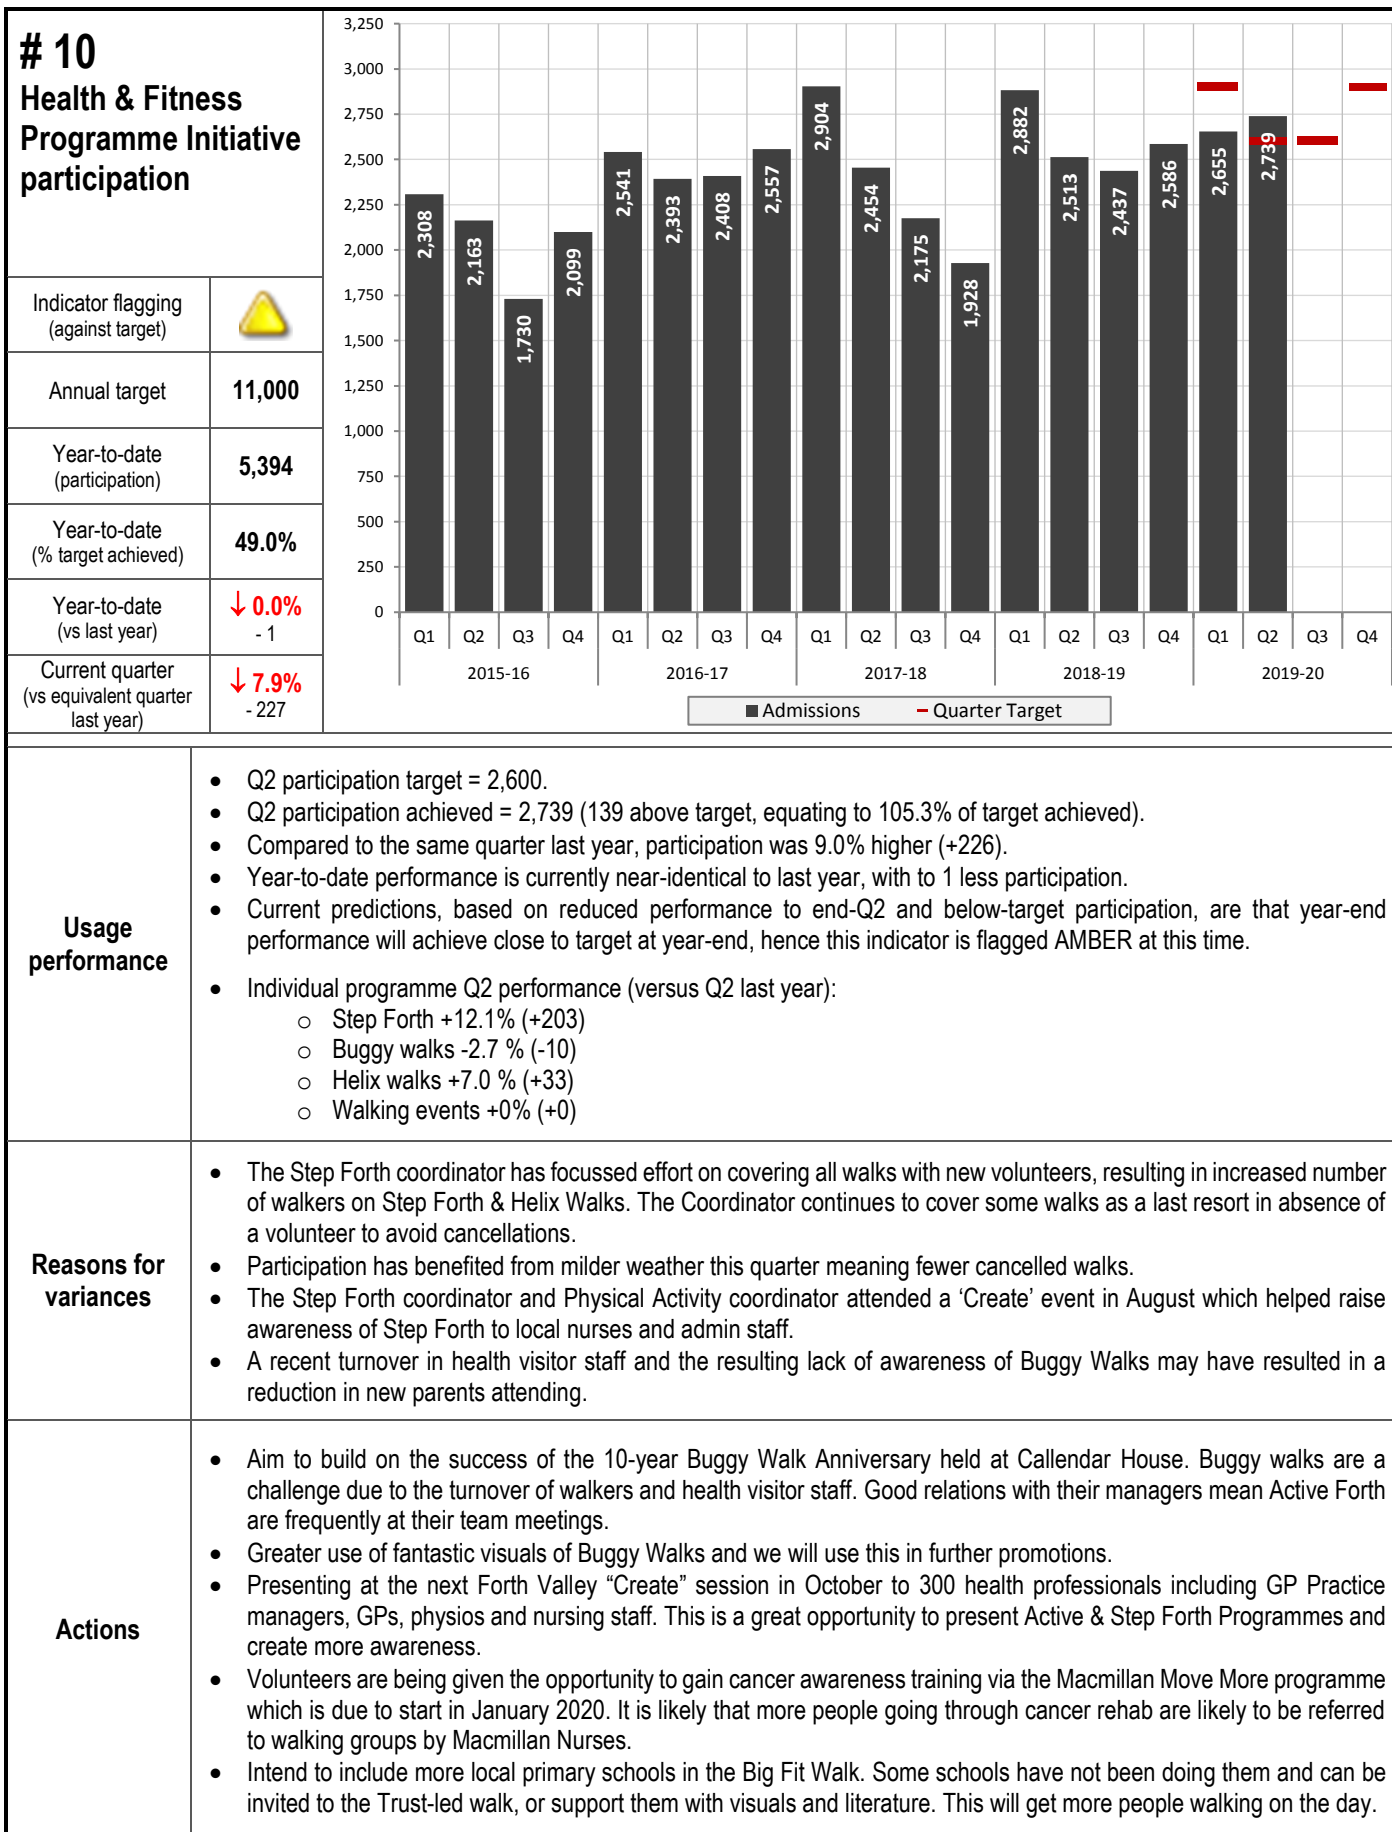 # 10
Health & Fitness
Programme Initiative
participation
Indicator flagging
(against target)
Annual target
11,000
Year-to-date
(participation)
5,394
Year-to-date
(% target achieved)
49.0%
Year-to-date
(vs last year)
↓ 0.0%
- 1
Current quarter
(vs equivalent quarter
last year)
↓ 7.9%
- 227
3,250
3,000
2,750
2,500
2,250
2,000
1,750
1,500
1,250
1,000
750
500
250
0
2,308
2,163
1,730
2,099
2,541
2,393
2,408
2,557
2,904
2,454
2,175
1,928
2,882
2,513
2,437
2,586
2,655
2,739
Q1 Q2 Q3 Q4 Q1 Q2 Q3 Q4 Q1 Q2 Q3 Q4 Q1 Q2 Q3 Q4 Q1 Q2 Q3 Q4
2015-16 2016-17 2017-18 2018-19 2019-20
Admissions Quarter Target
Usage
performance
• Q2 participation target = 2,600.
• Q2 participation achieved = 2,739 (139 above target, equating to 105.3% of target achieved).
• Compared to the same quarter last year, participation was 9.0% higher (+226).
• Year-to-date performance is currently near-identical to last year, with to 1 less participation.
• Current predictions, based on reduced performance to end-Q2 and below-target participation, are that year-end
performance will achieve close to target at year-end, hence this indicator is flagged AMBER at this time.
• Individual programme Q2 performance (versus Q2 last year):
o Step Forth +12.1% (+203)
o Buggy walks -2.7 % (-10)
o Helix walks +7.0 % (+33)
o Walking events +0% (+0)
Reasons for
variances
• The Step Forth coordinator has focussed effort on covering all walks with new volunteers, resulting in increased number
of walkers on Step Forth & Helix Walks. The Coordinator continues to cover some walks as a last resort in absence of
a volunteer to avoid cancellations.
• Participation has benefited from milder weather this quarter meaning fewer cancelled walks.
• The Step Forth coordinator and Physical Activity coordinator attended a ‘Create’ event in August which helped raise
awareness of Step Forth to local nurses and admin staff.
• A recent turnover in health visitor staff and the resulting lack of awareness of Buggy Walks may have resulted in a
reduction in new parents attending.
Actions
• Aim to build on the success of the 10-year Buggy Walk Anniversary held at Callendar House. Buggy walks are a
challenge due to the turnover of walkers and health visitor staff. Good relations with their managers mean Active Forth
are frequently at their team meetings.
• Greater use of fantastic visuals of Buggy Walks and we will use this in further promotions.
• Presenting at the next Forth Valley “Create” session in October to 300 health professionals including GP Practice
managers, GPs, physios and nursing staff. This is a great opportunity to present Active & Step Forth Programmes and
create more awareness.
• Volunteers are being given the opportunity to gain cancer awareness training via the Macmillan Move More programme
which is due to start in January 2020. It is likely that more people going through cancer rehab are likely to be referred
to walking groups by Macmillan Nurses.
• Intend to include more local primary schools in the Big Fit Walk. Some schools have not been doing them and can be
invited to the Trust-led walk, or support them with visuals and literature. This will get more people walking on the day.